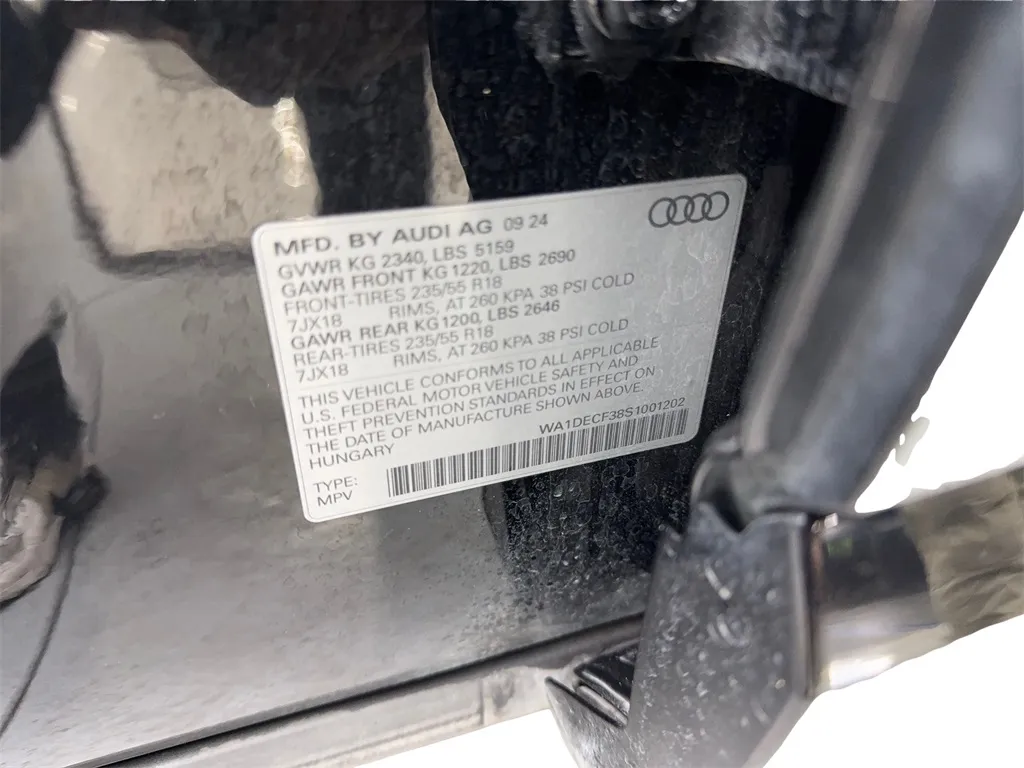 MFD. BY AUDI AG 09 24
GVWR KG 2340, LBS 5159
GAWR FRONT KG 1220, LBS 2690
FRONT-TIRES 235/55 R18
7JX18 RIMS, AT 260 KPA 38 PSI COLD
GAWR REAR KG 1200, LBS 2646
REAR-TIRES 235/55 R18
7JX18 RIMS, AT 260 KPA 38 PSI COLD
THIS VEHICLE CONFORMS TO ALL APPLICABLE
U.S. FEDERAL MOTOR VEHICLE SAFETY AND
THEFT PREVENTION STANDARDS IN EFFECT ON
THE DATE OF MANUFACTURE SHOWN ABOVE.
HUNGARY WA1DECF38S1001202
TYPE:
MPV